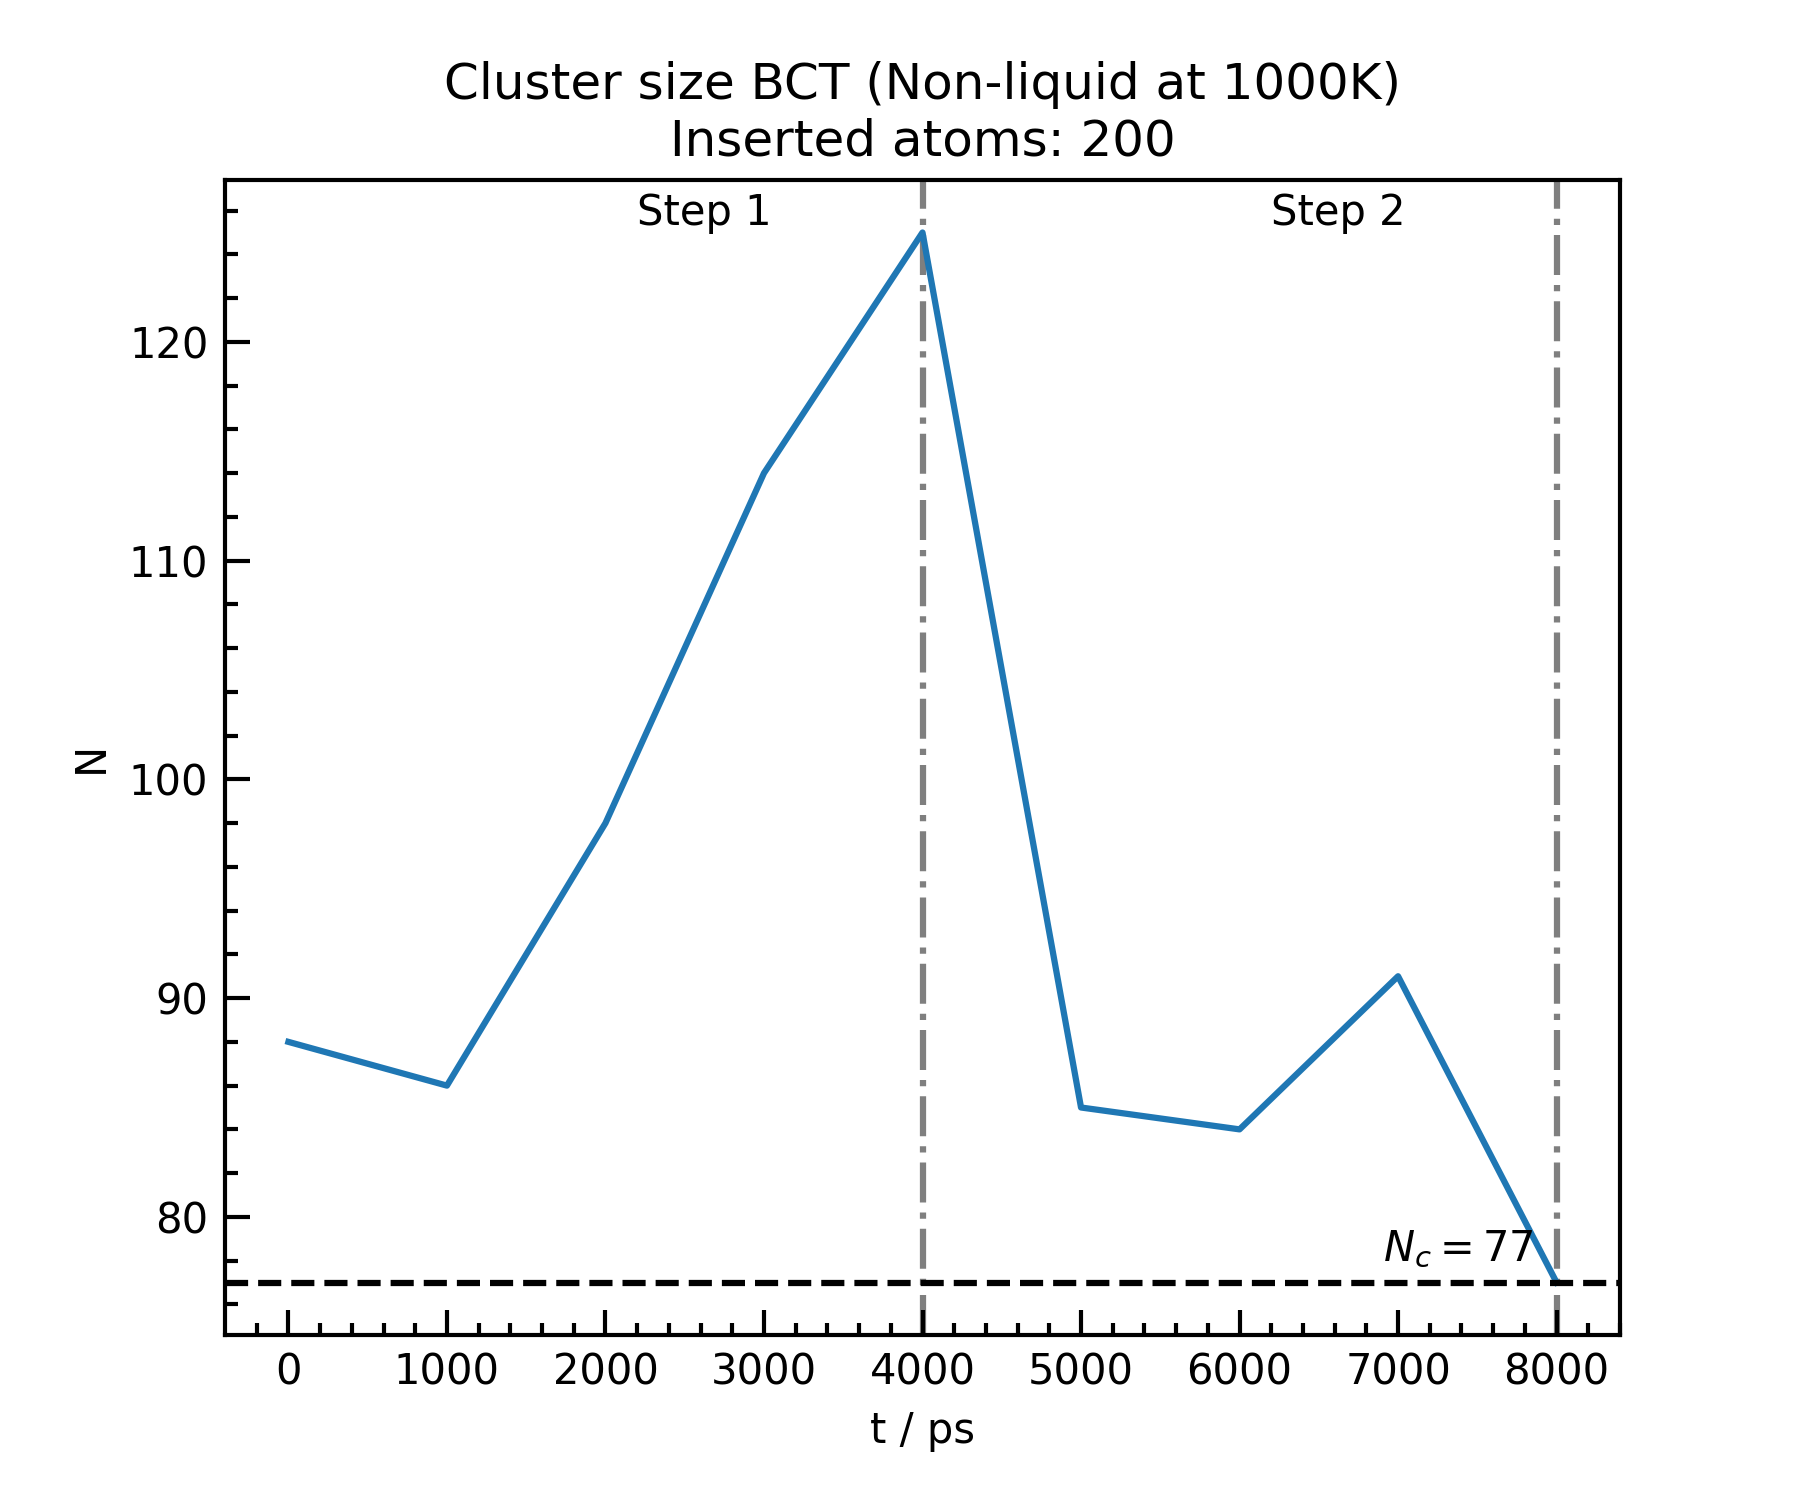 Cluster size BCT (Non-liquid at 1000K)
Inserted atoms: 200
Step 1
Step 2
120
110
100
90
80
N
N_c = 77
0 1000 2000 3000 4000 5000 6000 7000 8000
t / ps